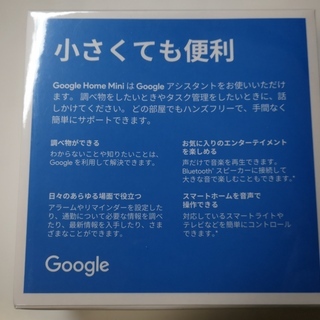 小さくても便利
Google Home Mini は Google アシスタントをお使いいただけ
ます。 調べ物をしたいときやタスク管理をしたいときに、話
しかけてください。 どの部屋でもハンズフリーで、手間なく
簡単にサポートできます。
調べ物ができる
わからないことや知りたいことは、
Google を利用して解決できます。
お気に入りのエンターテイメント
を楽しめる
声だけで音楽を再生できます。
Bluetooth® スピーカーに接続して
大きな音で楽しむこともできます。*
日々のあらゆる場面で役立つ
アラームやリマインダーを設定した
り、通勤について必要な情報を調べ
たり、最新情報を入手したり、さま
ざまなことができます。
スマートホームを音声で
操作できる
対応しているスマートライトや
テレビなどを簡単にコントロール
できます。*
Google